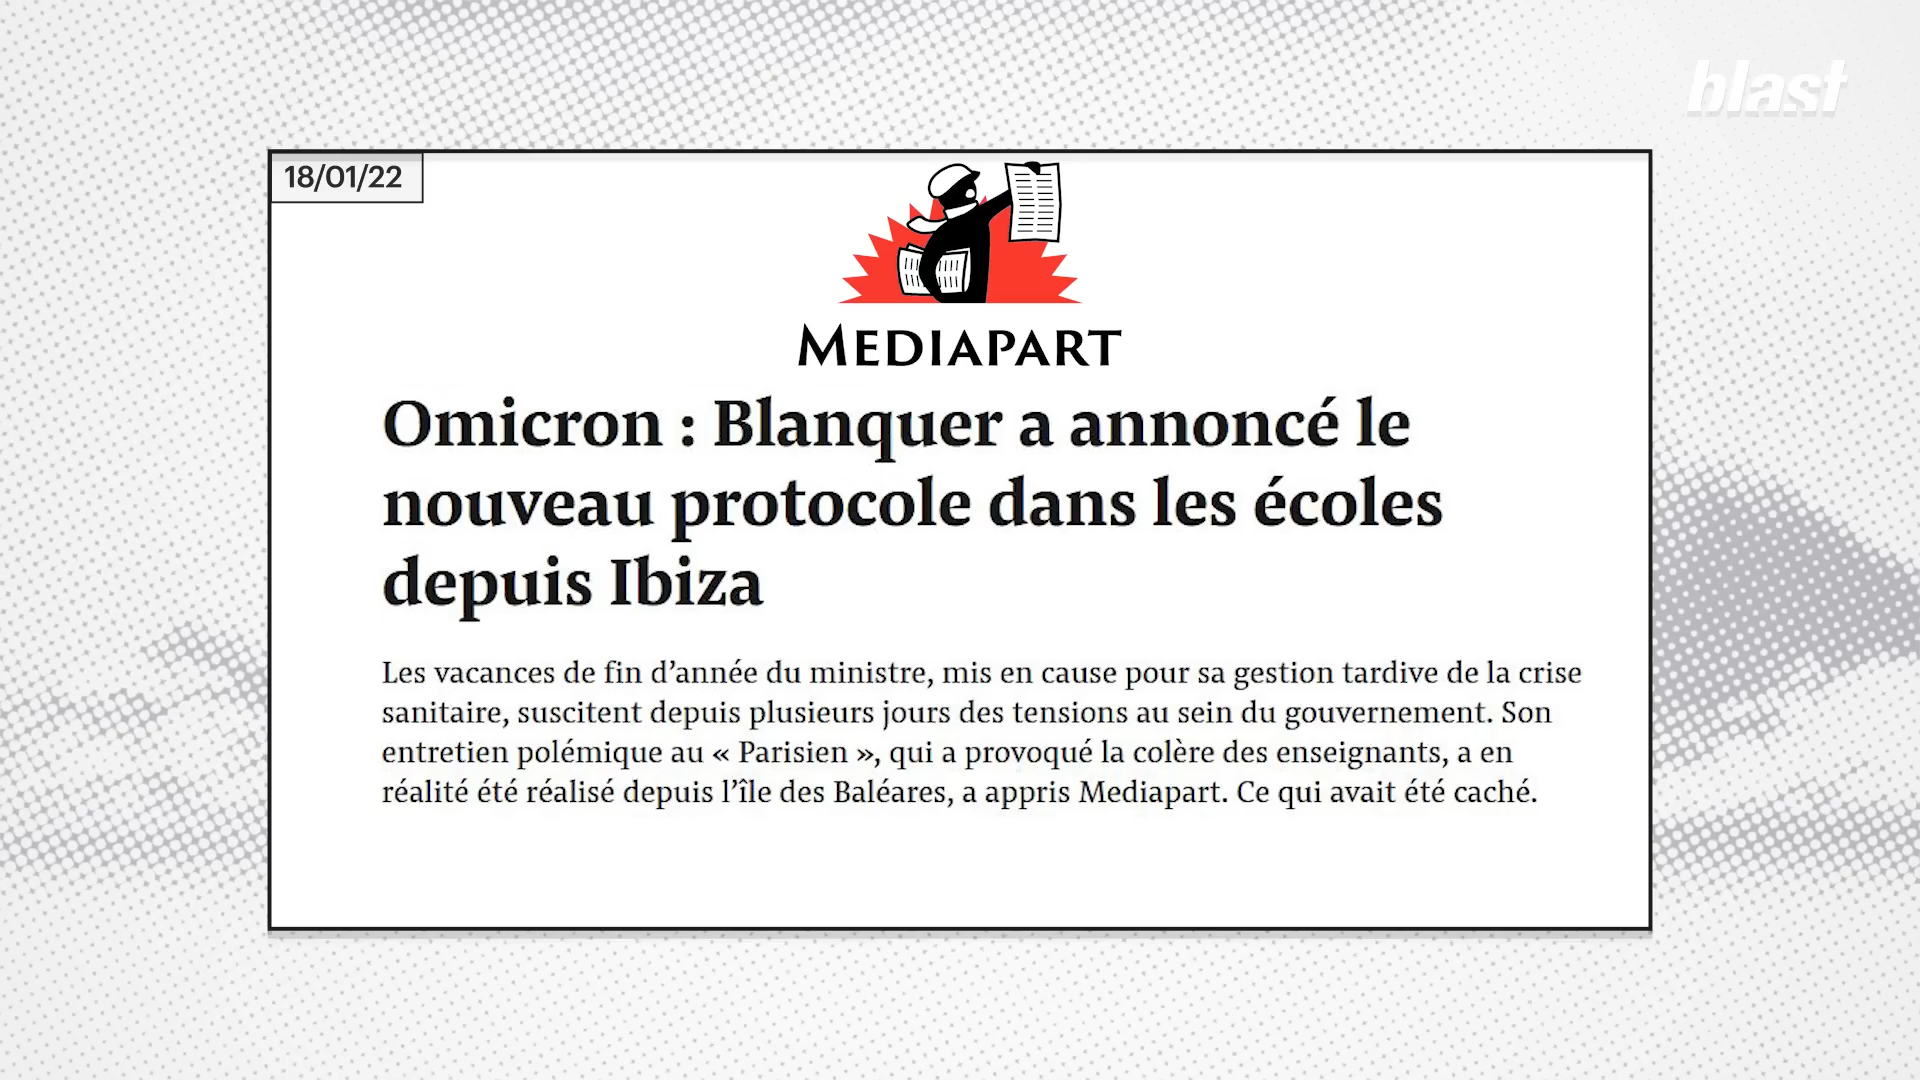 blast
18/01/22
MEDIAPART
Omicron : Blanquer a annoncé le
nouveau protocole dans les écoles
depuis Ibiza
Les vacances de fin d’année du ministre, mis en cause pour sa gestion tardive de la crise
sanitaire, suscitent depuis plusieurs jours des tensions au sein du gouvernement. Son
entretien polémique au « Parisien », qui a provoqué la colère des enseignants, a en
réalité été réalisé depuis l’île des Baléares, a appris Mediapart. Ce qui avait été caché.